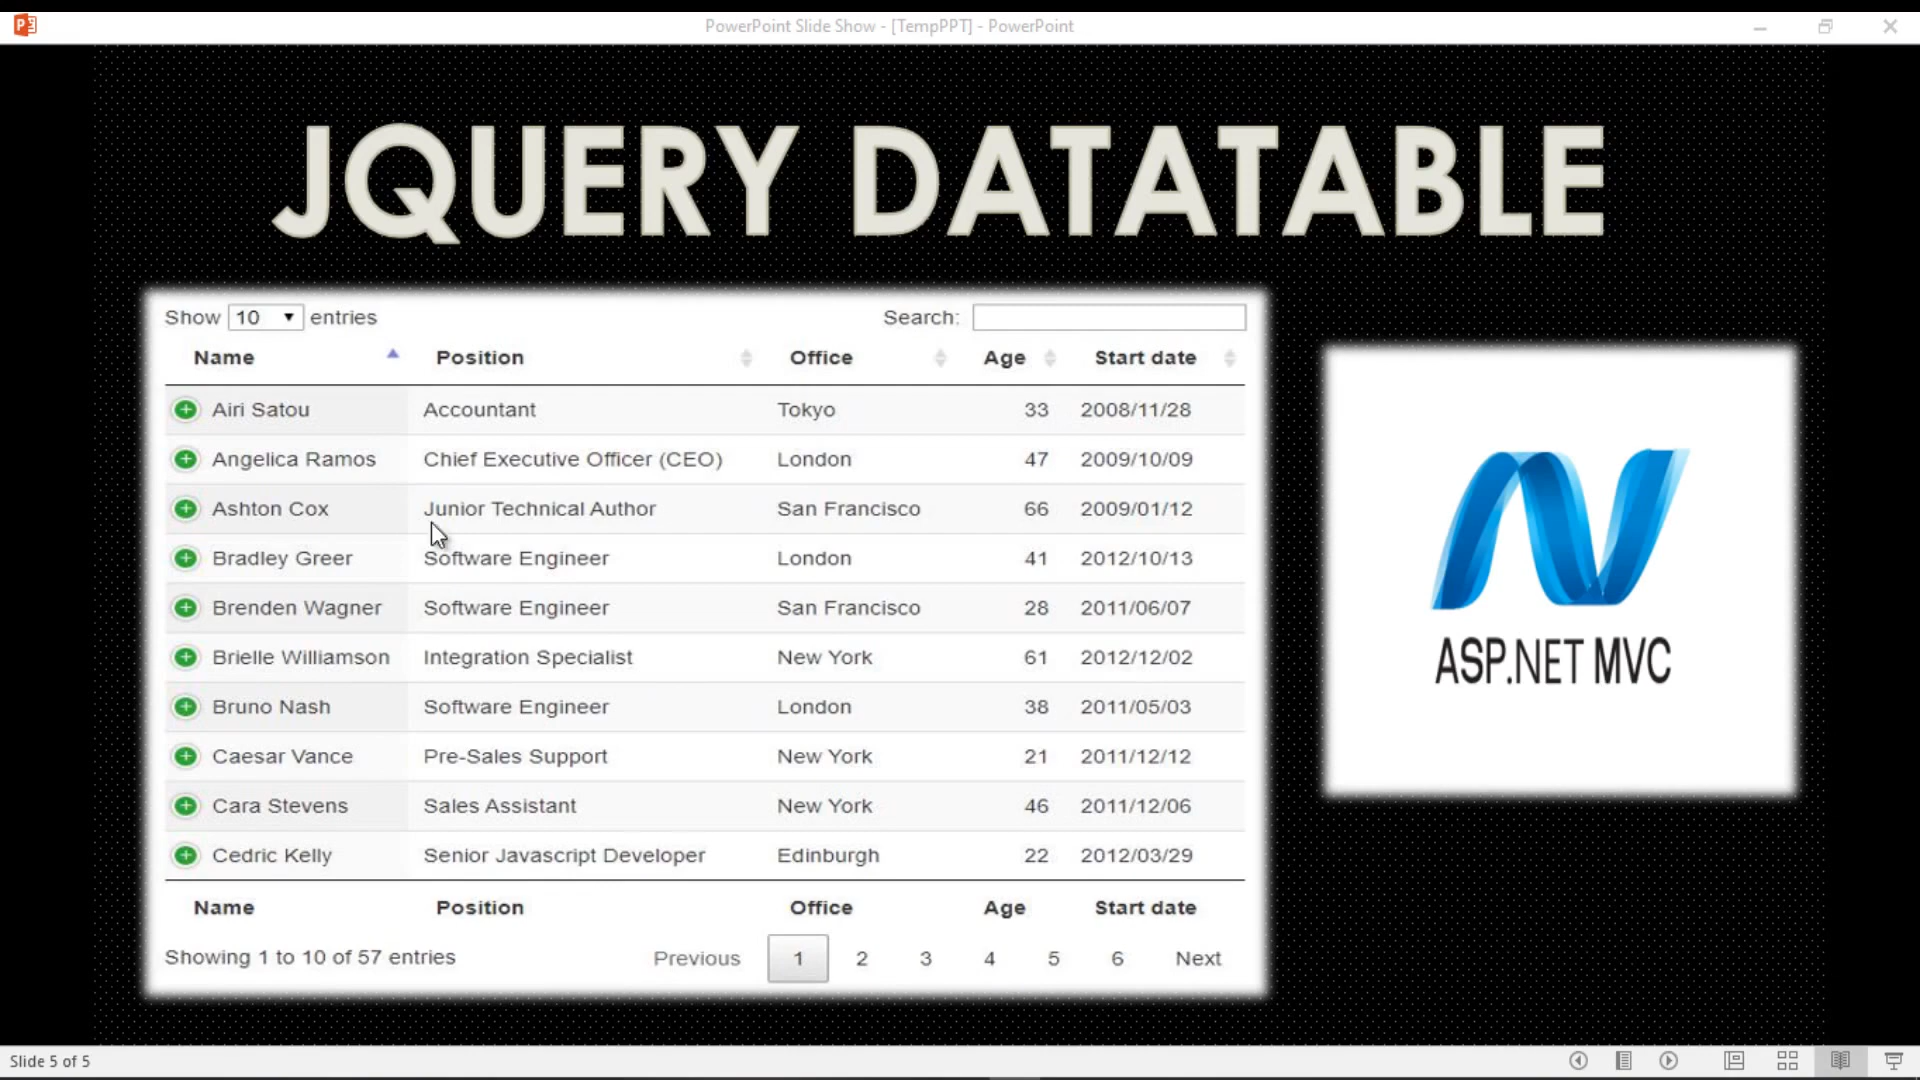 PowerPoint Slide Show - [TempPPT] - PowerPoint
JQUERY DATATABLE
Show 10 entries Search:
Name Position Office Age Start date
Airi Satou Accountant Tokyo 33 2008/11/28
Angelica Ramos Chief Executive Officer (CEO) London 47 2009/10/09
Ashton Cox Junior Technical Author San Francisco 66 2009/01/12
Bradley Greer Software Engineer London 41 2012/10/13
Brenden Wagner Software Engineer San Francisco 28 2011/06/07
Brielle Williamson Integration Specialist New York 61 2012/12/02
Bruno Nash Software Engineer London 38 2011/05/03
Caesar Vance Pre-Sales Support New York 21 2011/12/12
Cara Stevens Sales Assistant New York 46 2011/12/06
Cedric Kelly Senior Javascript Developer Edinburgh 22 2012/03/29
Name Position Office Age Start date
Showing 1 to 10 of 57 entries Previous 1 2 3 4 5 6 Next
ASP.NET MVC
Slide 5 of 5